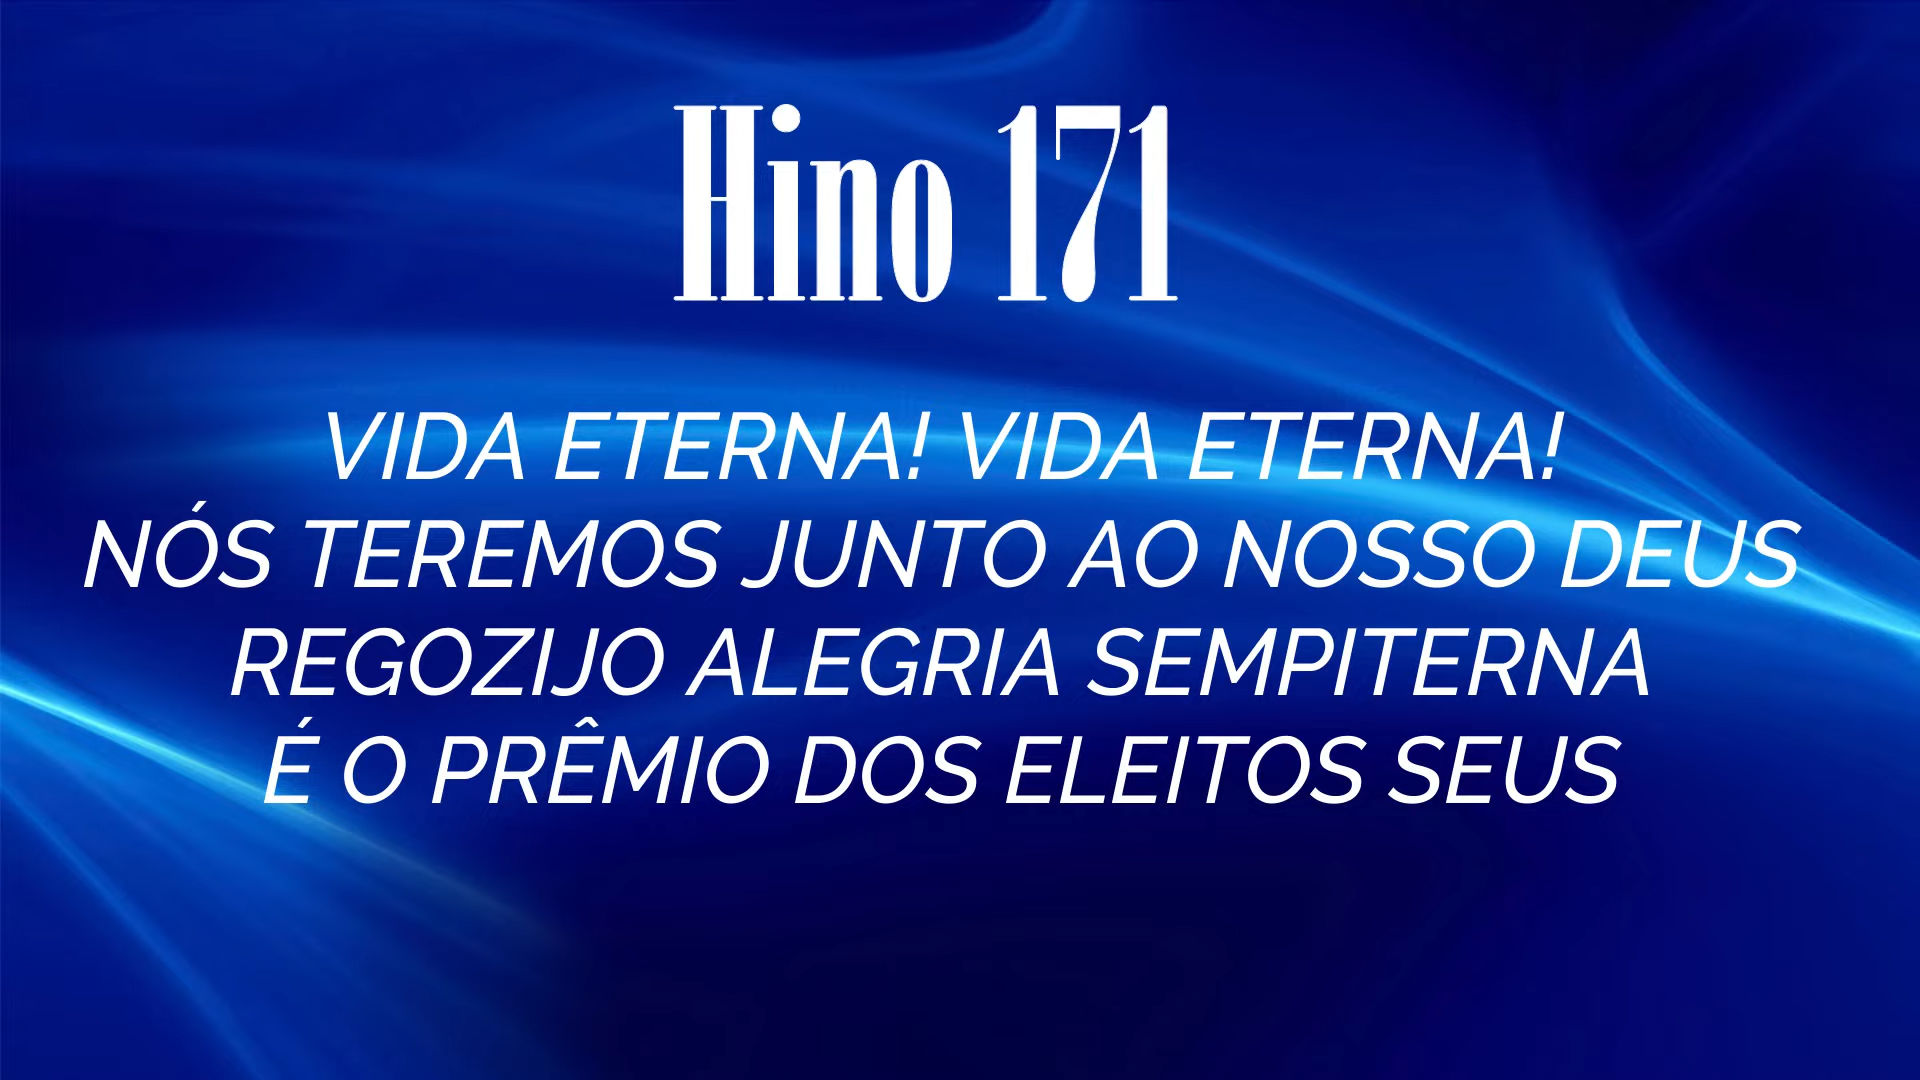 Hino 171
VIDA ETERNA! VIDA ETERNA!
NÓS TEREMOS JUNTO AO NOSSO DEUS
REGOZIJO ALEGRIA SEMPITERNA
É O PRÊMIO DOS ELEITOS SEUS